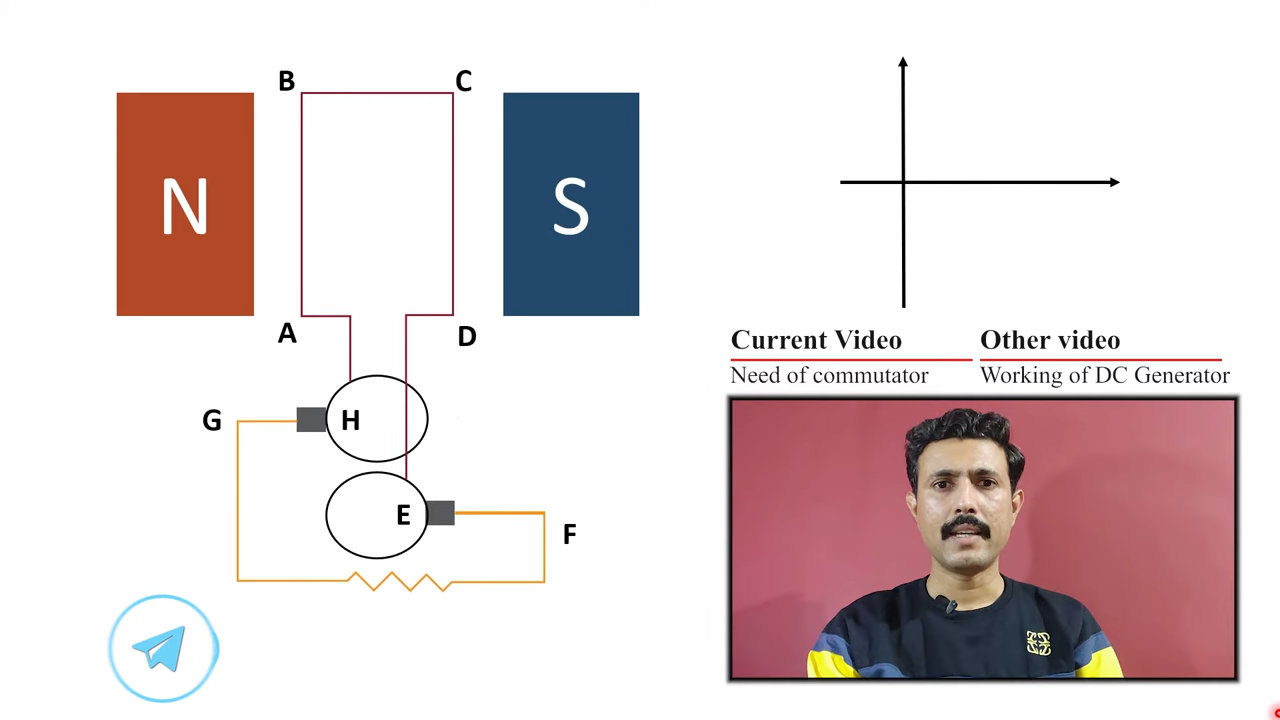 B
C
N
S
A
D
G
H
E
F
Current Video
Other video
Need of commutator
Working of DC Generator